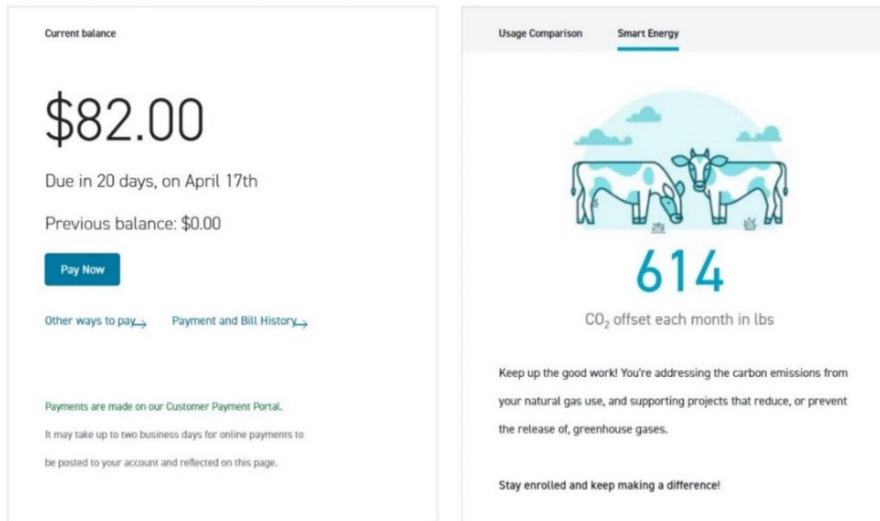 Current balance
$82.00
Due in 20 days, on April 17th
Previous balance: $0.00
Pay Now
Other ways to pay
Payment and Bill History
Payments are made on our Customer Payment Portal.
It may take up to two business days for online payments to
be posted to your account and reflected on this page.
Usage Comparison
Smart Energy
614
CO₂ offset each month in lbs
Keep up the good work! You're addressing the carbon emissions from
your natural gas use, and supporting projects that reduce, or prevent
the release of, greenhouse gases.
Stay enrolled and keep making a difference!